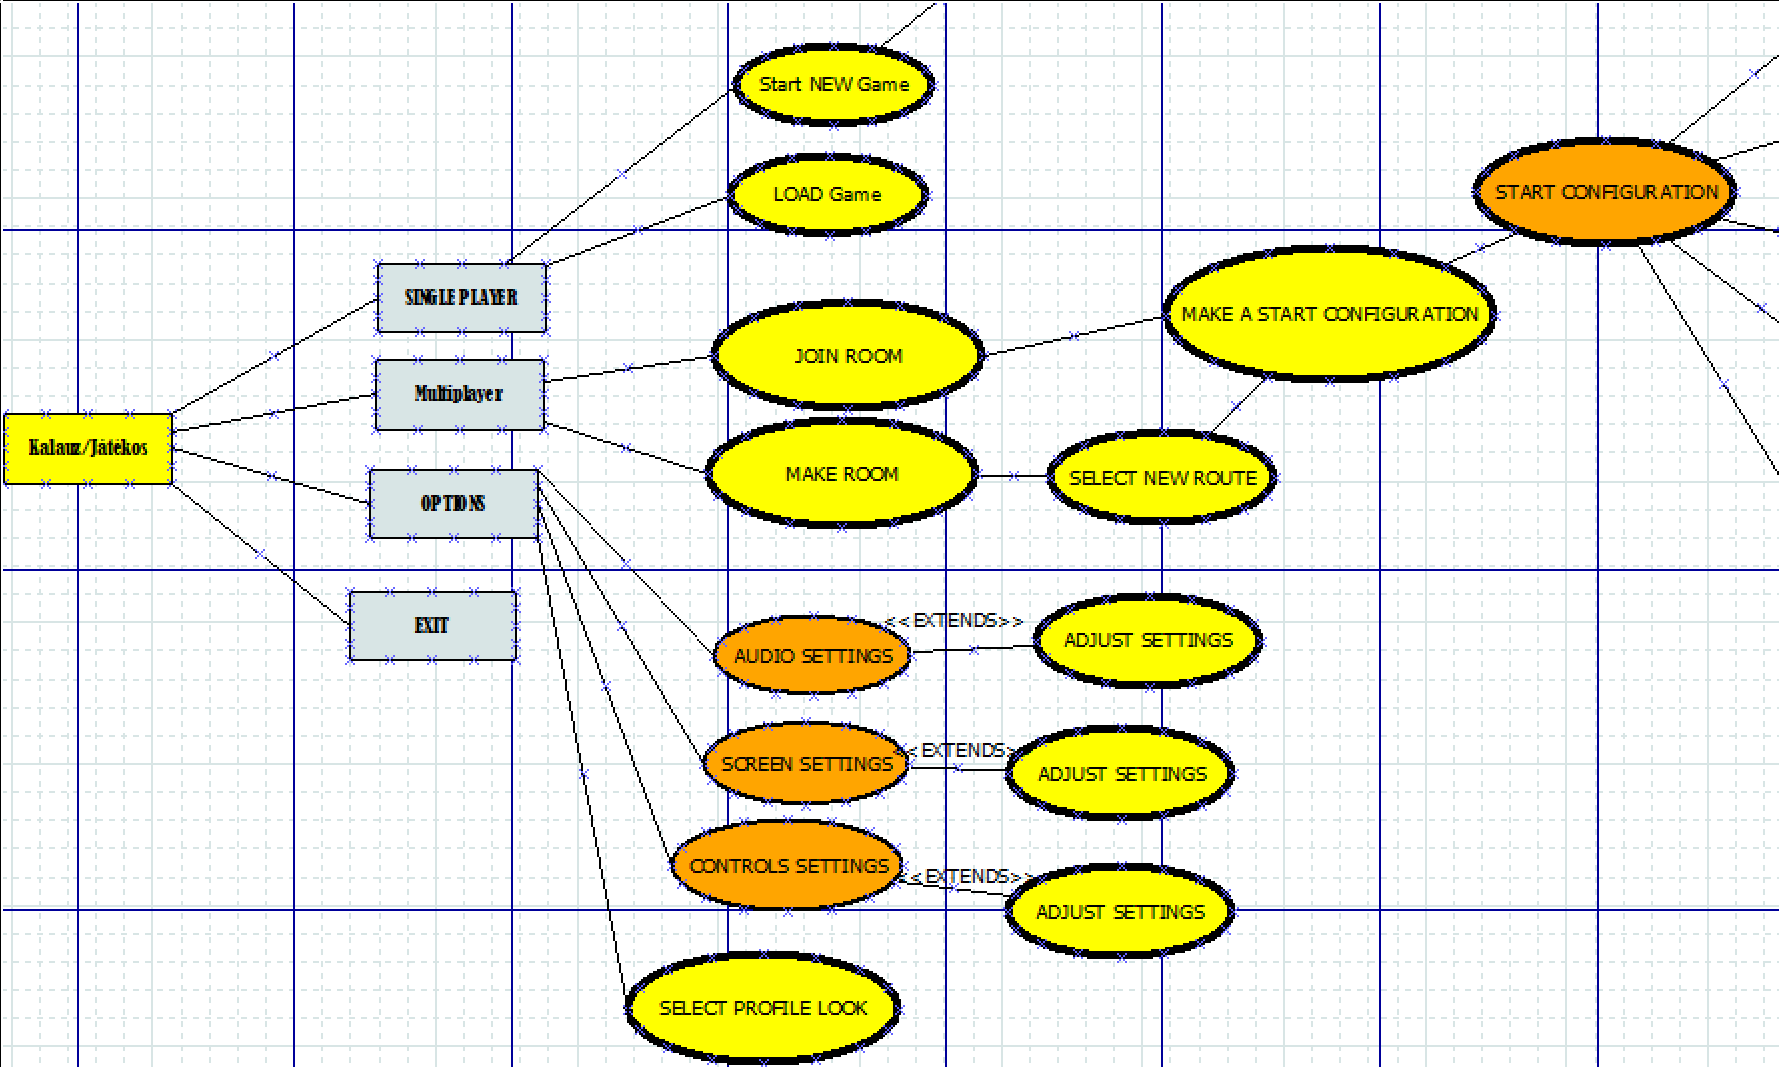 Start NEW Game
LOAD Game
START CONFIGURATION
SINGLE PLAYER
MAKE A START CONFIGURATION
JOIN ROOM
Multiplayer
Kalauz/Játékos
MAKE ROOM
SELECT NEW ROUTE
OPTIONS
EXIT
<<EXTENDS>>
AUDIO SETTINGS
ADJUST SETTINGS
<<EXTENDS>
SCREEN SETTINGS
ADJUST SETTINGS
CONTROLS SETTINGS
<<EXTENDS>>
ADJUST SETTINGS
SELECT PROFILE LOOK